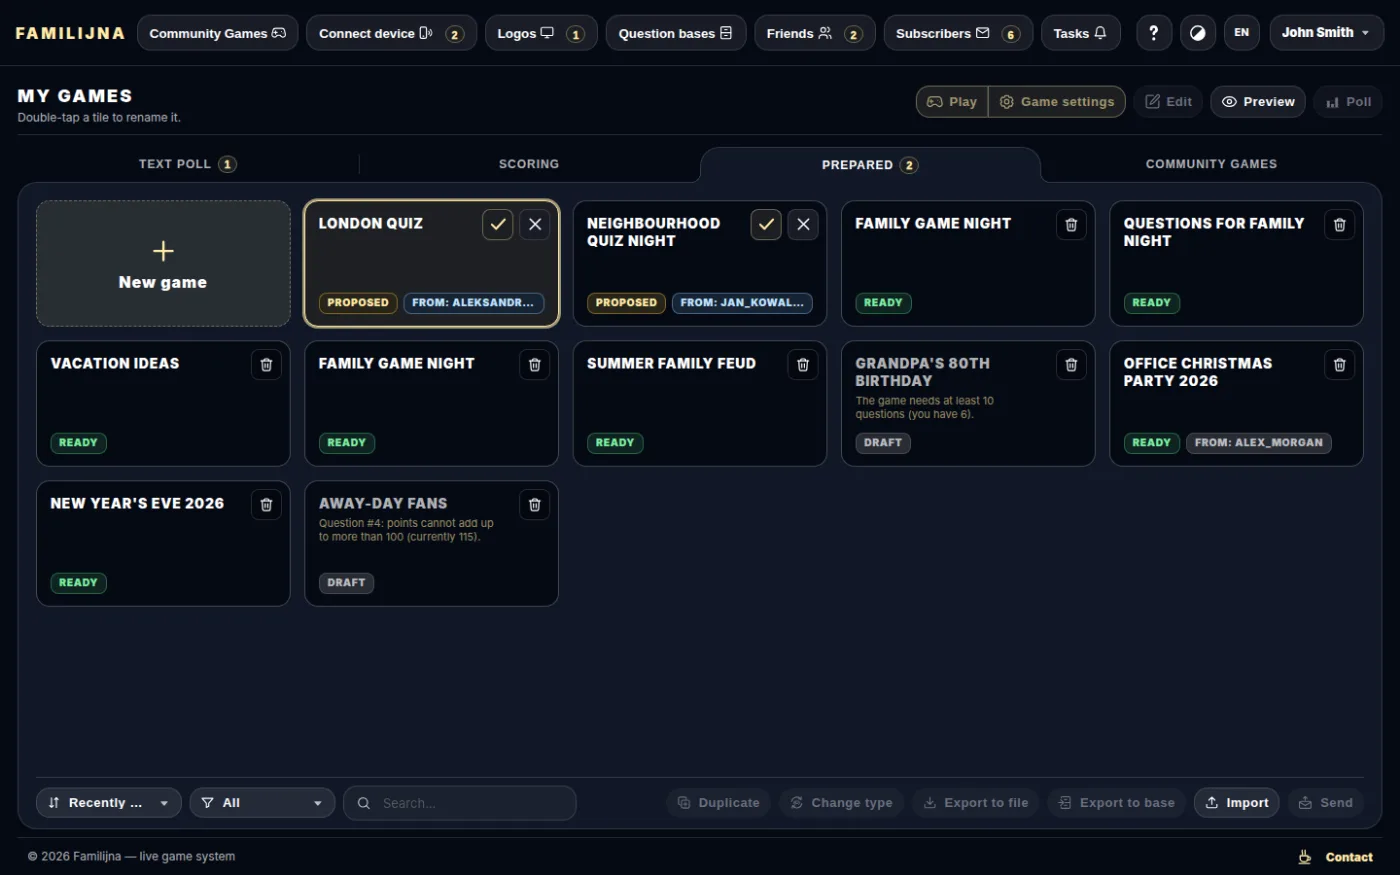 FAMILIJNA
Community Games
Connect device 2
Logos 1
Question bases
Friends 2
Subscribers 6
Tasks
?
EN
John Smith
MY GAMES
Double-tap a tile to rename it.
Play
Game settings
Edit
Preview
Poll
TEXT POLL 1
SCORING
PREPARED 2
COMMUNITY GAMES
New game
LONDON QUIZ
PROPOSED
FROM: ALEKSANDR...
NEIGHBOURHOOD
QUIZ NIGHT
PROPOSED
FROM: JAN_KOWAL...
FAMILY GAME NIGHT
READY
QUESTIONS FOR FAMILY
NIGHT
READY
VACATION IDEAS
READY
FAMILY GAME NIGHT
READY
SUMMER FAMILY FEUD
READY
GRANDPA'S 80TH
BIRTHDAY
The game needs at least 10
questions (you have 6).
DRAFT
OFFICE CHRISTMAS
PARTY 2026
READY
FROM: ALEX_MORGAN
NEW YEAR'S EVE 2026
READY
AWAY-DAY FANS
Question #4: points cannot add up
to more than 100 (currently 115).
DRAFT
Recently ...
All
Search...
Duplicate
Change type
Export to file
Export to base
Import
Send
© 2026 Familijna — live game system
Contact